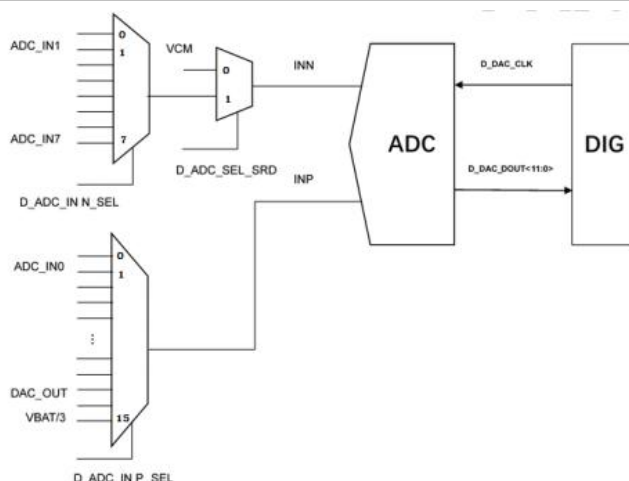 ADC_IN1
0
1
ADC_IN7
7
D_ADC_IN N_SEL
VCM
0
1
D_ADC_SEL_SRD
INN
INP
ADC
D_DAC_CLK
D_DAC_DOUT<11:0>
DIG
ADC_IN0
0
1
...
DAC_OUT
VBAT/3
15
D_ADC_IN P_SEL